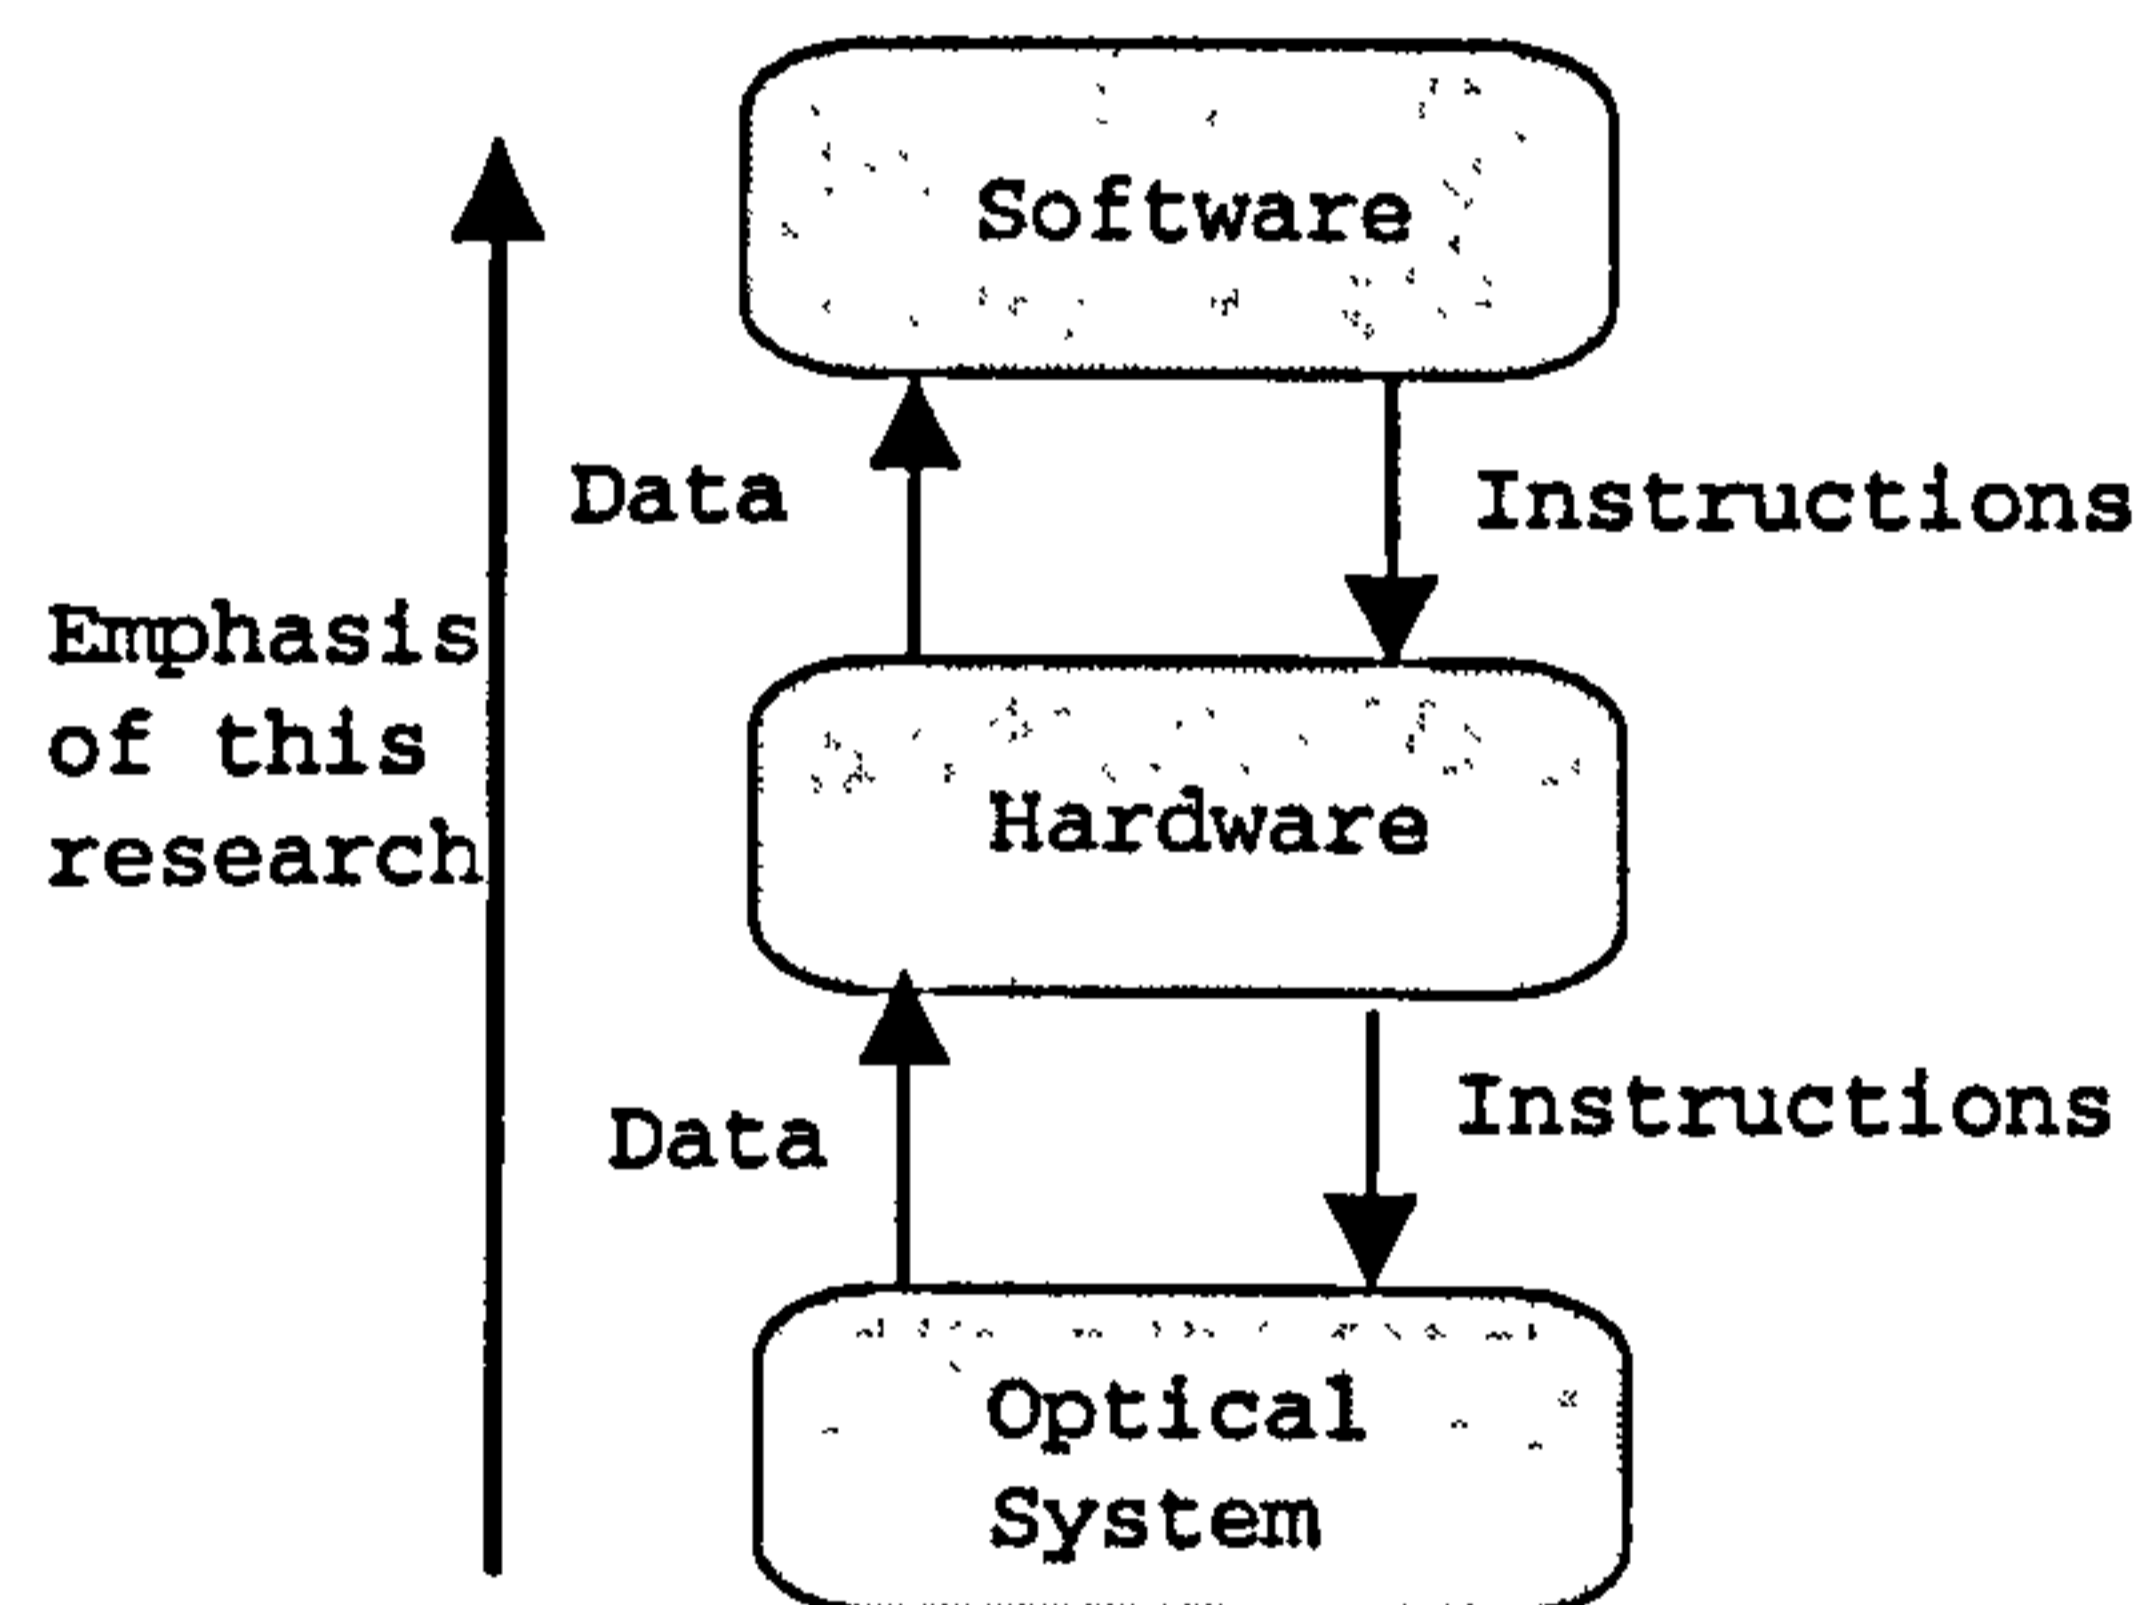 Software
Data
Instructions
Emphasis
of this
research
Hardware
Data
Instructions
Optical
System